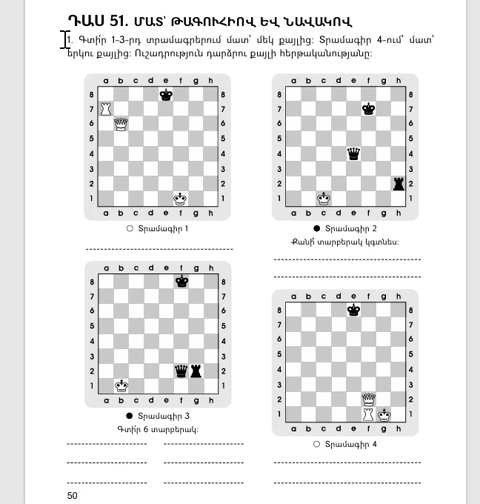 ԴԱՍ 51. ՄԱՏ՝ ԹԱԳՈՒՀԻՈՎ ԵՎ ՆԱՎԱԿՈՎ
1. Գտի՛ր 1-3-րդ տրամագրերում մատ՝ մեկ քայլից: Տրամագիր 4-ում՝ մատ՝
երկու քայլից: Ուշադրություն դարձրու քայլի հերթականությանը:
a b c d e f g h
8 8
7 7
6 6
5 5
4 4
3 3
2 2
1 1
a b c d e f g h
Տրամագիր 1
a b c d e f g h
8 8
7 7
6 6
5 5
4 4
3 3
2 2
1 1
a b c d e f g h
Տրամագիր 2
Քանի՞ տարբերակ կգտնես:
a b c d e f g h
8 8
7 7
6 6
5 5
4 4
3 3
2 2
1 1
a b c d e f g h
Տրամագիր 3
Գտի՛ր 6 տարբերակ:
a b c d e f g h
8 8
7 7
6 6
5 5
4 4
3 3
2 2
1 1
a b c d e f g h
Տրամագիր 4
50